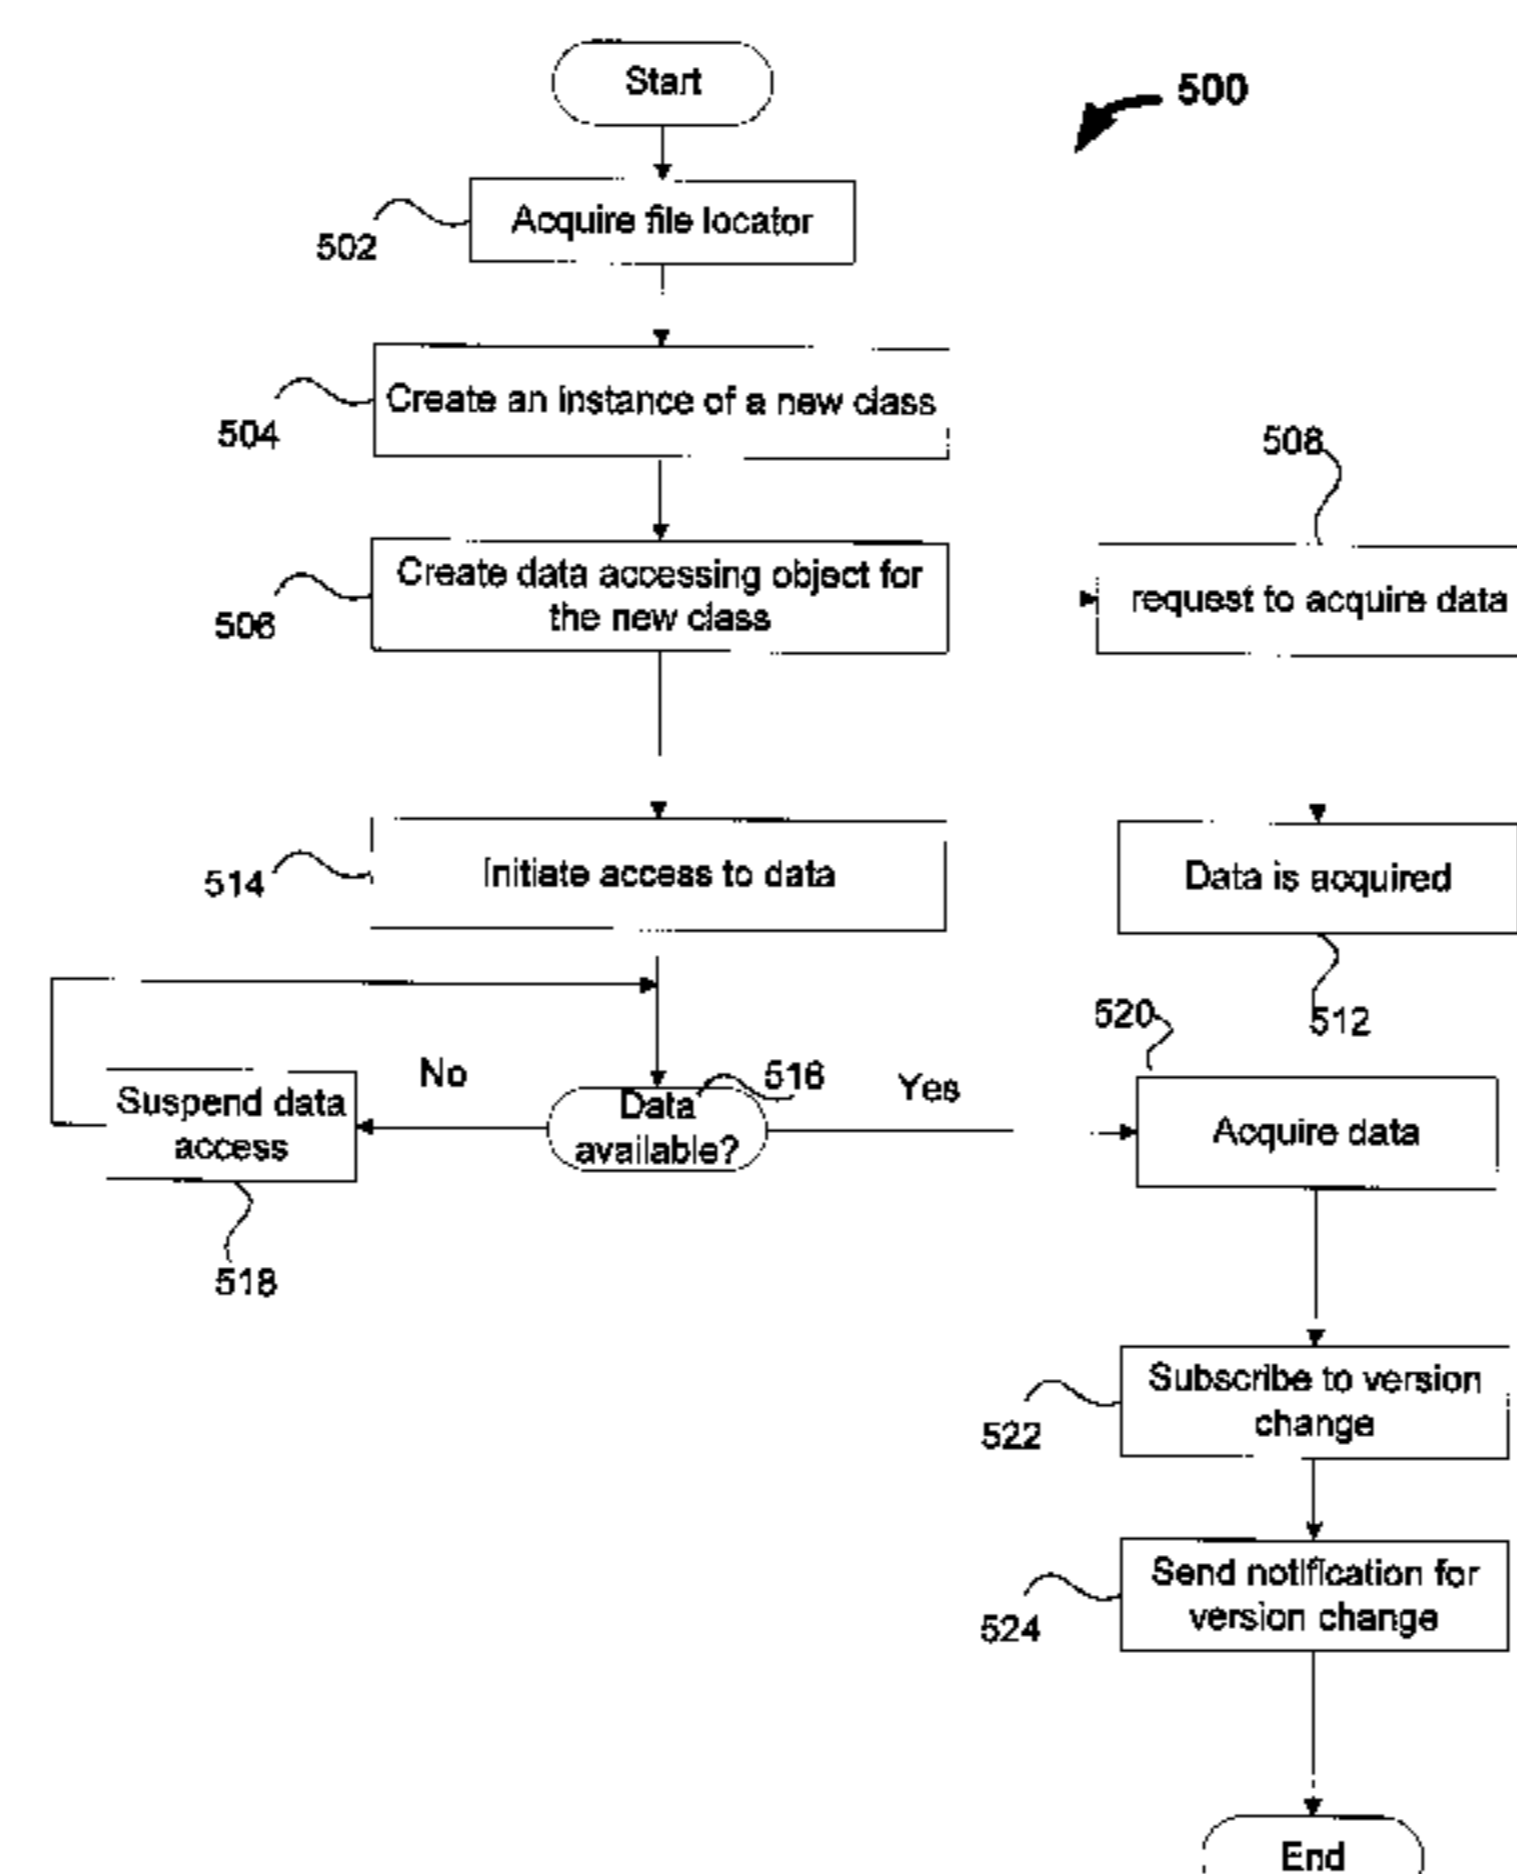 Start
500
Acquire file locator
502
Create an instance of a new class
504
508
Create data accessing object for
the new class
506
request to acquire data
Initiate access to data
514
Data is acquired
512
520
No
516
Yes
Suspend data
access
Data
available?
Acquire data
518
Subscribe to version
change
522
Send notification for
version change
524
End